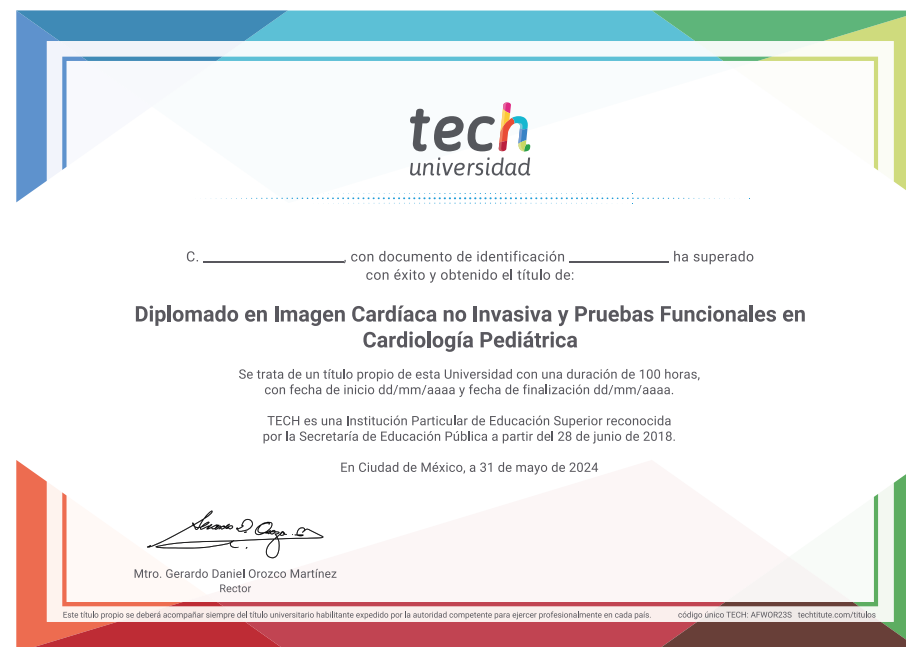 tech
universidad
C. ____________________, con documento de identificación ______________ ha superado
con éxito y obtenido el título de:
Diplomado en Imagen Cardíaca no Invasiva y Pruebas Funcionales en
Cardiología Pediátrica
Se trata de un título propio de esta Universidad con una duración de 100 horas,
con fecha de inicio dd/mm/aaaa y fecha de finalización dd/mm/aaaa.
TECH es una Institución Particular de Educación Superior reconocida
por la Secretaría de Educación Pública a partir del 28 de junio de 2018.
En Ciudad de México, a 31 de mayo de 2024
Mtro. Gerardo Daniel Orozco Martínez
Rector
Este título propio se deberá acompañar siempre del título universitario habilitante expedido por la autoridad competente para ejercer profesionalmente en cada país. código único TECH: AFWOR23S techtitute.com/titulos